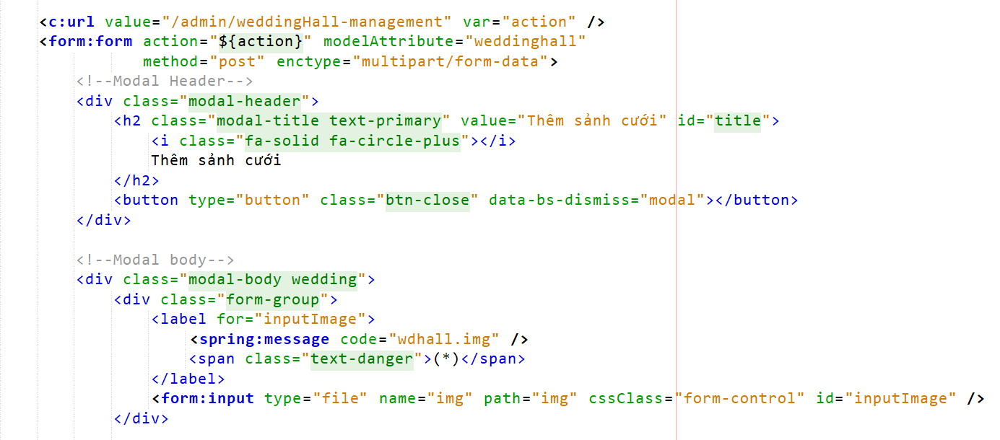 <c:url value="/admin/weddingHall-management" var="action" />
<form:form action="${action}" modelAttribute="weddinghall"
method="post" enctype="multipart/form-data">
<!--Modal Header-->
<div class="modal-header">
<h2 class="modal-title text-primary" value="Thêm sảnh cưới" id="title">
<i class="fa-solid fa-circle-plus"></i>
Thêm sảnh cưới
</h2>
<button type="button" class="btn-close" data-bs-dismiss="modal"></button>
</div>
<!--Modal body-->
<div class="modal-body wedding">
<div class="form-group">
<label for="inputImage">
<spring:message code="wdhall.img" />
<span class="text-danger">(*)</span>
</label>
<form:input type="file" name="img" path="img" cssClass="form-control" id="inputImage" />
</div>